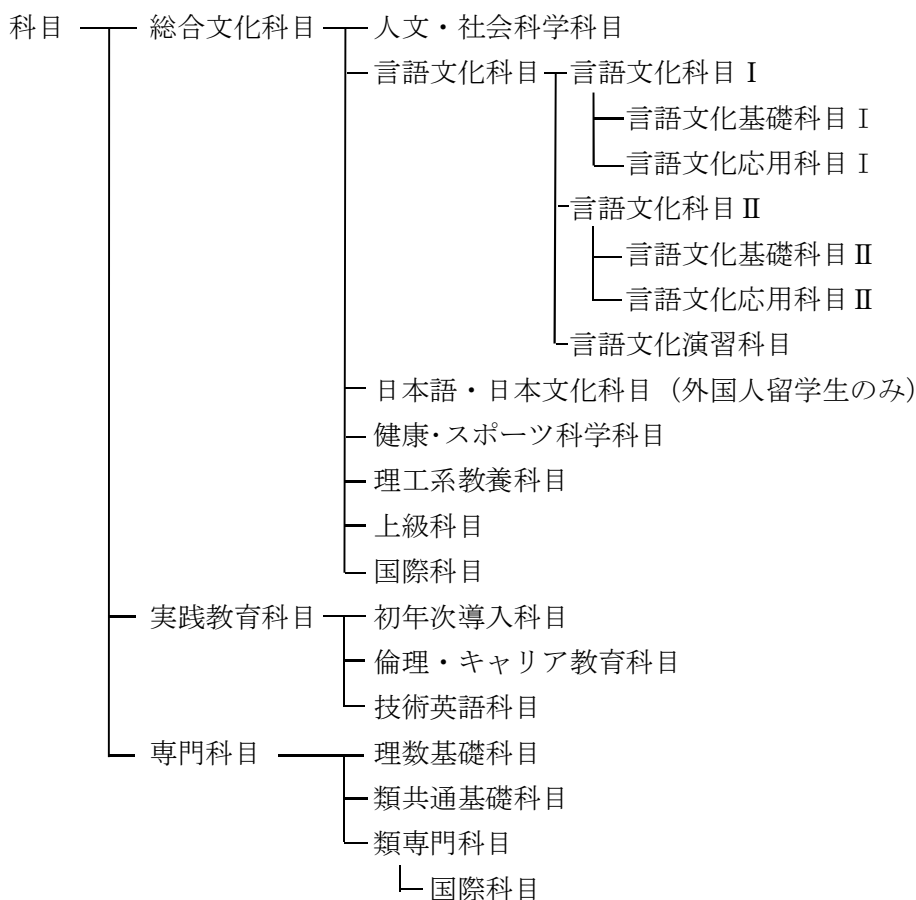 科目 総合文化科目 人文・社会科学科目
言語文化科目 言語文化科目Ⅰ
言語文化基礎科目Ⅰ
言語文化応用科目Ⅰ
言語文化科目Ⅱ
言語文化基礎科目Ⅱ
言語文化応用科目Ⅱ
言語文化演習科目
日本語・日本文化科目（外国人留学生のみ）
健康・スポーツ科学科目
理工系教養科目
上級科目
国際科目
実践教育科目 初年次導入科目
倫理・キャリア教育科目
技術英語科目
専門科目 理数基礎科目
類共通基礎科目
類専門科目
国際科目